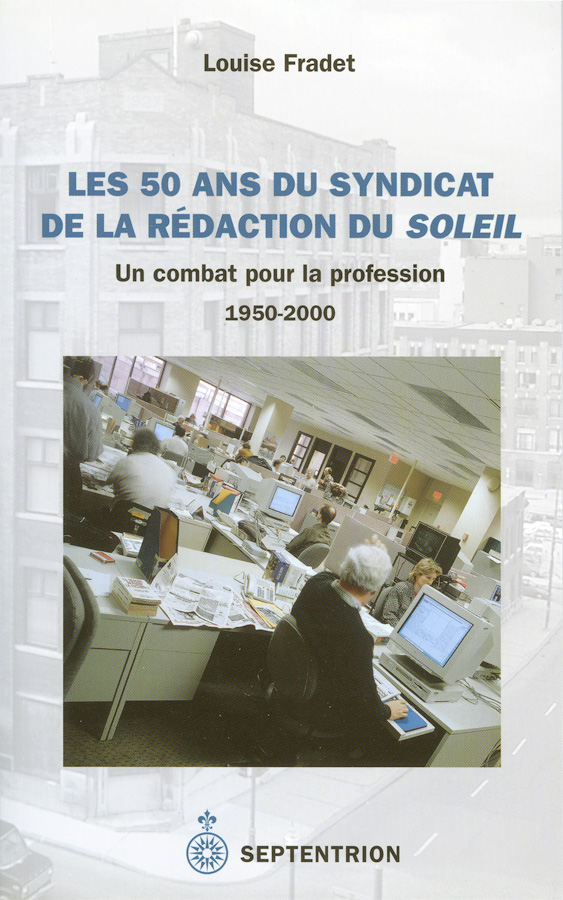 Louise Fradet
LES 50 ANS DU SYNDICAT
DE LA RÉDACTION DU SOLEIL
Un combat pour la profession
1950-2000
SEPTENTRION